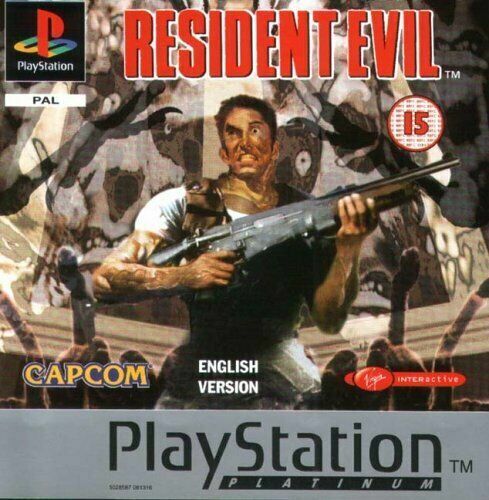 PlayStation
PAL
RESIDENT EVIL TM
15
CAPCOM
ENGLISH
VERSION
Virgin INTERACTIVE
PlayStation TM
PLATINUM